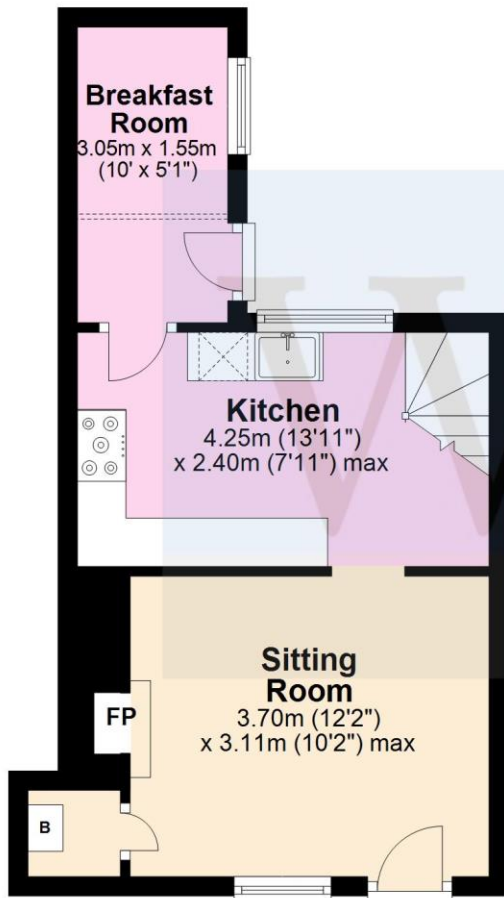 Breakfast
Room
3.05m x 1.55m
(10' x 5'1")
Kitchen
4.25m (13'11")
x 2.40m (7'11") max
Sitting
Room
3.70m (12'2")
x 3.11m (10'2") max
FP
B
W